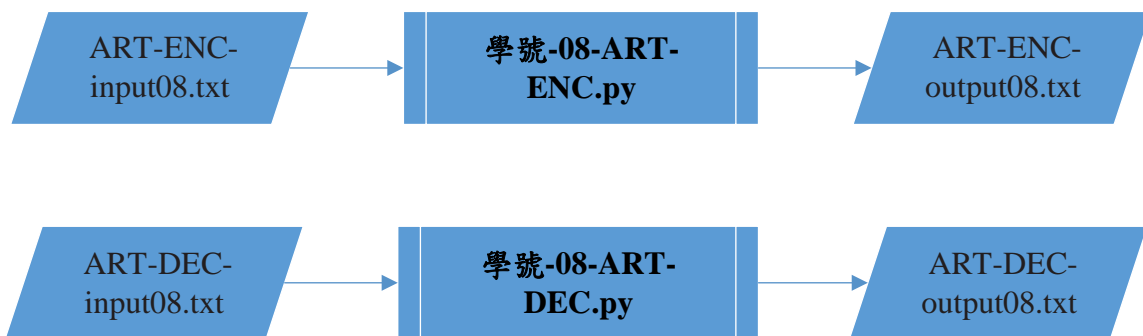 ART-ENC-
input08.txt
學號-08-ART-
ENC.py
ART-ENC-
output08.txt
ART-DEC-
input08.txt
學號-08-ART-
DEC.py
ART-DEC-
output08.txt